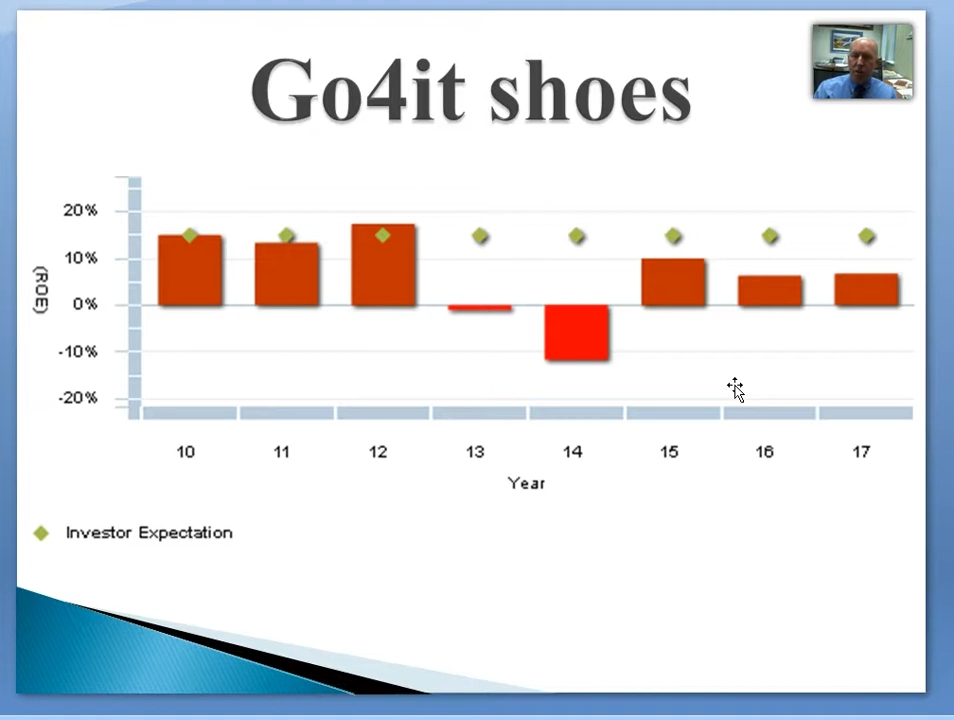 Go4it shoes
(ROE)
20%
10%
0%
-10%
-20%
10 11 12 13 14 15 16 17
Year
Investor Expectation